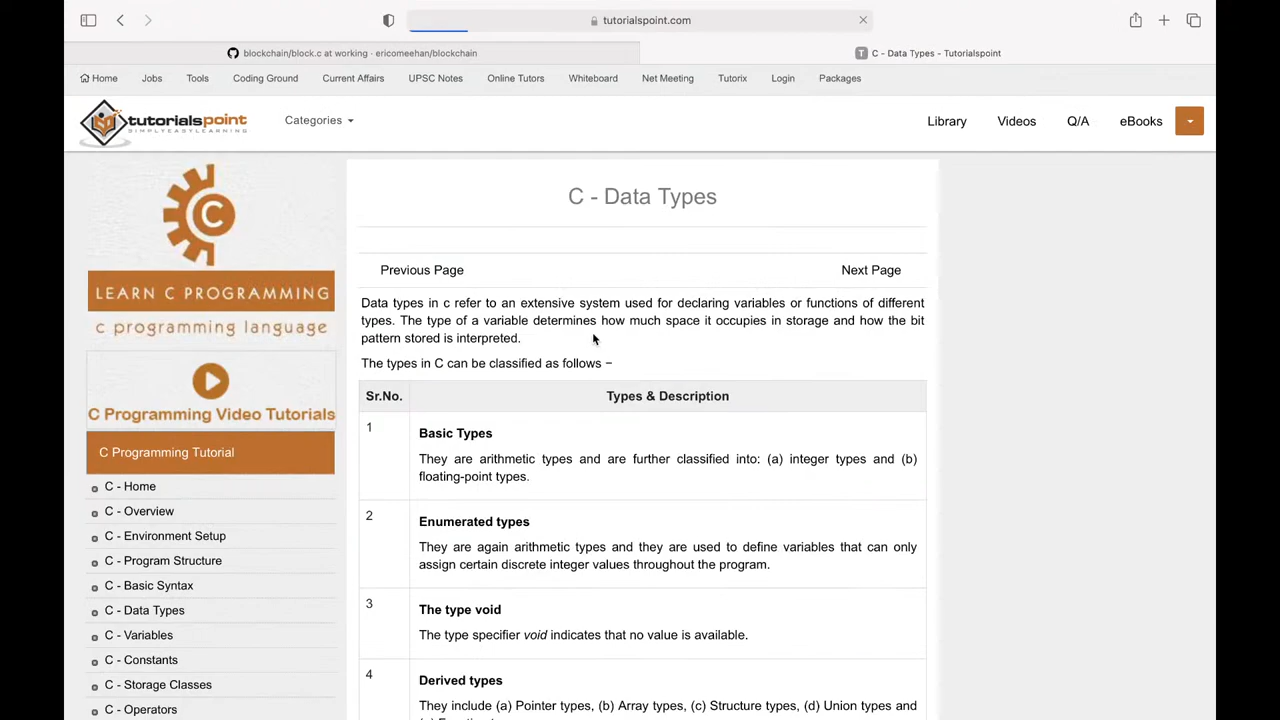 tutorialspoint.com
blockchain/block.c at working · ericomeehan/blockchain
T C - Data Types - Tutorialspoint
Home Jobs Tools Coding Ground Current Affairs UPSC Notes Online Tutors Whiteboard Net Meeting Tutorix Login Packages
tutorialspoint
SIMPLYEASYLEARNING
Categories
Library Videos Q/A eBooks
C
LEARN C PROGRAMMING
c programming language
C Programming Video Tutorials
C Programming Tutorial
C - Home
C - Overview
C - Environment Setup
C - Program Structure
C - Basic Syntax
C - Data Types
C - Variables
C - Constants
C - Storage Classes
C - Operators
C - Data Types
Previous Page Next Page
Data types in c refer to an extensive system used for declaring variables or functions of different
types. The type of a variable determines how much space it occupies in storage and how the bit
pattern stored is interpreted.
The types in C can be classified as follows −
Sr.No. Types & Description
1 Basic Types
They are arithmetic types and are further classified into: (a) integer types and (b)
floating-point types.
2 Enumerated types
They are again arithmetic types and they are used to define variables that can only
assign certain discrete integer values throughout the program.
3 The type void
The type specifier void indicates that no value is available.
4 Derived types
They include (a) Pointer types, (b) Array types, (c) Structure types, (d) Union types and